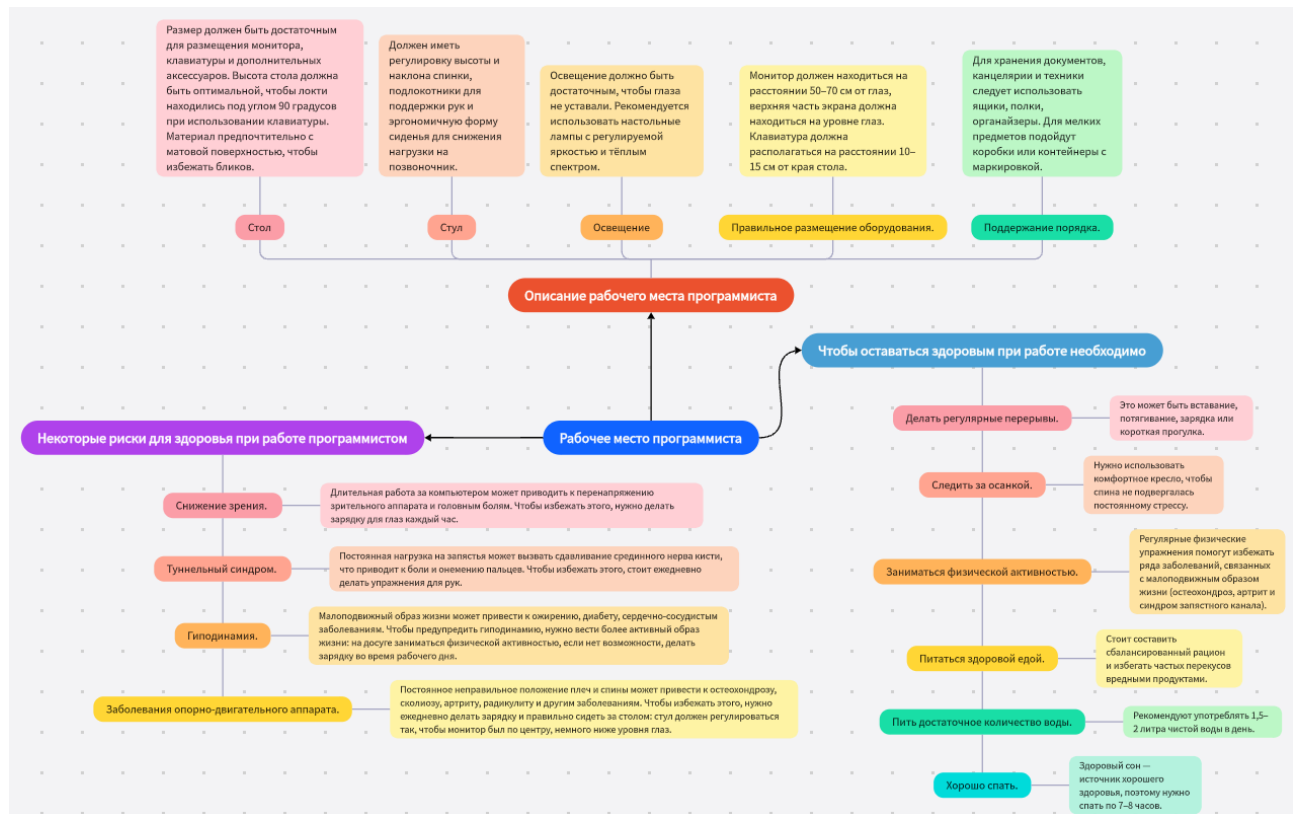 Размер должен быть достаточным
для размещения монитора,
клавиатуры и дополнительных
аксессуаров. Высота стола должна
быть оптимальной, чтобы локти
находились под углом 90 градусов
при использовании клавиатуры.
Материал предпочтительно с
матовой поверхностью, чтобы
избежать бликов.
Должен иметь
регулировку высоты и
наклона спинки,
подлокотники для
поддержки рук и
эргономичную форму
сиденья для снижения
нагрузки на
позвоночник.
Освещение должно быть
достаточным, чтобы глаза
не уставали. Рекомендуется
использовать настольные
лампы с регулируемой
яркостью и тёплым
спектром.
Монитор должен находиться на
расстоянии 50–70 см от глаз,
верхняя часть экрана должна
находиться на уровне глаз.
Клавиатура должна
располагаться на расстоянии 10–
15 см от края стола.
Для хранения документов,
канцелярии и техники
следует использовать
ящики, полки,
органайзеры. Для мелких
предметов подойдут
коробки или контейнеры с
маркировкой.
Стол
Стул
Освещение
Правильное размещение оборудования.
Поддержание порядка.
Описание рабочего места программиста
Чтобы оставаться здоровым при работе необходимо
Некоторые риски для здоровья при работе программистом
Рабочее место программиста
Снижение зрения.
Длительная работа за компьютером может приводить к перенапряжению
зрительного аппарата и головным болям. Чтобы избежать этого, нужно делать
зарядку для глаз каждый час.
Туннельный синдром.
Постоянная нагрузка на запястья может вызвать сдавливание срединного нерва кисти,
что приводит к боли и онемению пальцев. Чтобы избежать этого, стоит ежедневно
делать упражнения для рук.
Гиподинамия.
Малоподвижный образ жизни может привести к ожирению, диабету, сердечно-сосудистым
заболеваниям. Чтобы предупредить гиподинамию, нужно вести более активный образ
жизни: на досуге заниматься физической активностью, если нет возможности, делать
зарядку во время рабочего дня.
Заболевания опорно-двигательного аппарата.
Постоянное неправильное положение плеч и спины может привести к остеохондрозу,
сколиозу, артриту, радикулиту и другим заболеваниям. Чтобы избежать этого, нужно
ежедневно делать зарядку и правильно сидеть за столом: стул должен регулироваться
так, чтобы монитор был по центру, немного ниже уровня глаз.
Делать регулярные перерывы.
Это может быть вставание,
потягивание, зарядка или
короткая прогулка.
Следить за осанкой.
Нужно использовать
комфортное кресло, чтобы
спина не подвергалась
постоянному стрессу.
Заниматься физической активностью.
Регулярные физические
упражнения помогут избежать
ряда заболеваний, связанных
с малоподвижным образом
жизни (остеохондроз, артрит и
синдром запястного канала).
Питаться здоровой едой.
Стоит составить
сбалансированный рацион
и избегать частых перекусов
вредными продуктами.
Пить достаточное количество воды.
Рекомендуют употреблять 1,5–
2 литра чистой воды в день.
Хорошо спать.
Здоровый сон —
источник хорошего
здоровья, поэтому нужно
спать по 7–8 часов.